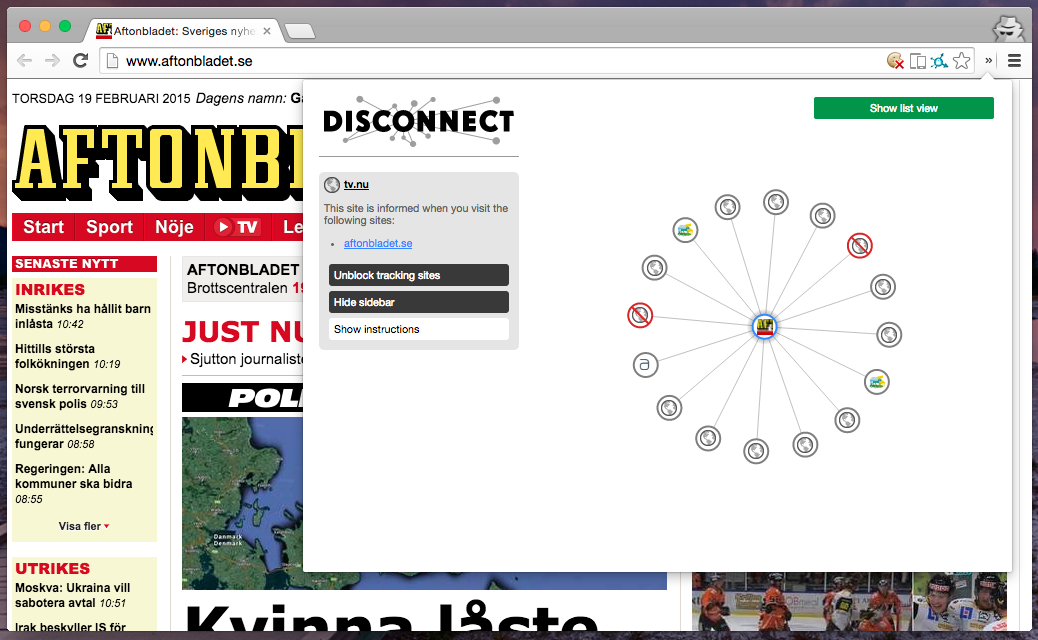 Aftonbladet: Sveriges nyhe
www.aftonbladet.se
TORSDAG 19 FEBRUARI 2015 Dagens namn: Ga
AFTONBL
Start Sport Nöje TV Le
SENASTE NYTT
INRIKES
Misstänks ha hållit barn
inlåsta 10:42
Hittills största
folkökningen 10:19
Norsk terrorvarning till
svensk polis 09:53
Underrättelsegranskning
fungerar 08:58
Regeringen: Alla
kommuner ska bidra
08:55
Visa fler
UTRIKES
Moskva: Ukraina vill
sabotera avtal 10:51
Irak beskyller IS för
AFTONBLADET
Brottscentralen 19
JUST NU
Sjutton journaliste
POLI
Danmark
Denmark
Kvinna låste
DISCONNECT
tv.nu
This site is informed when you visit the
following sites:
• aftonbladet.se
Unblock tracking sites
Hide sidebar
Show instructions
Show list view
AF
a